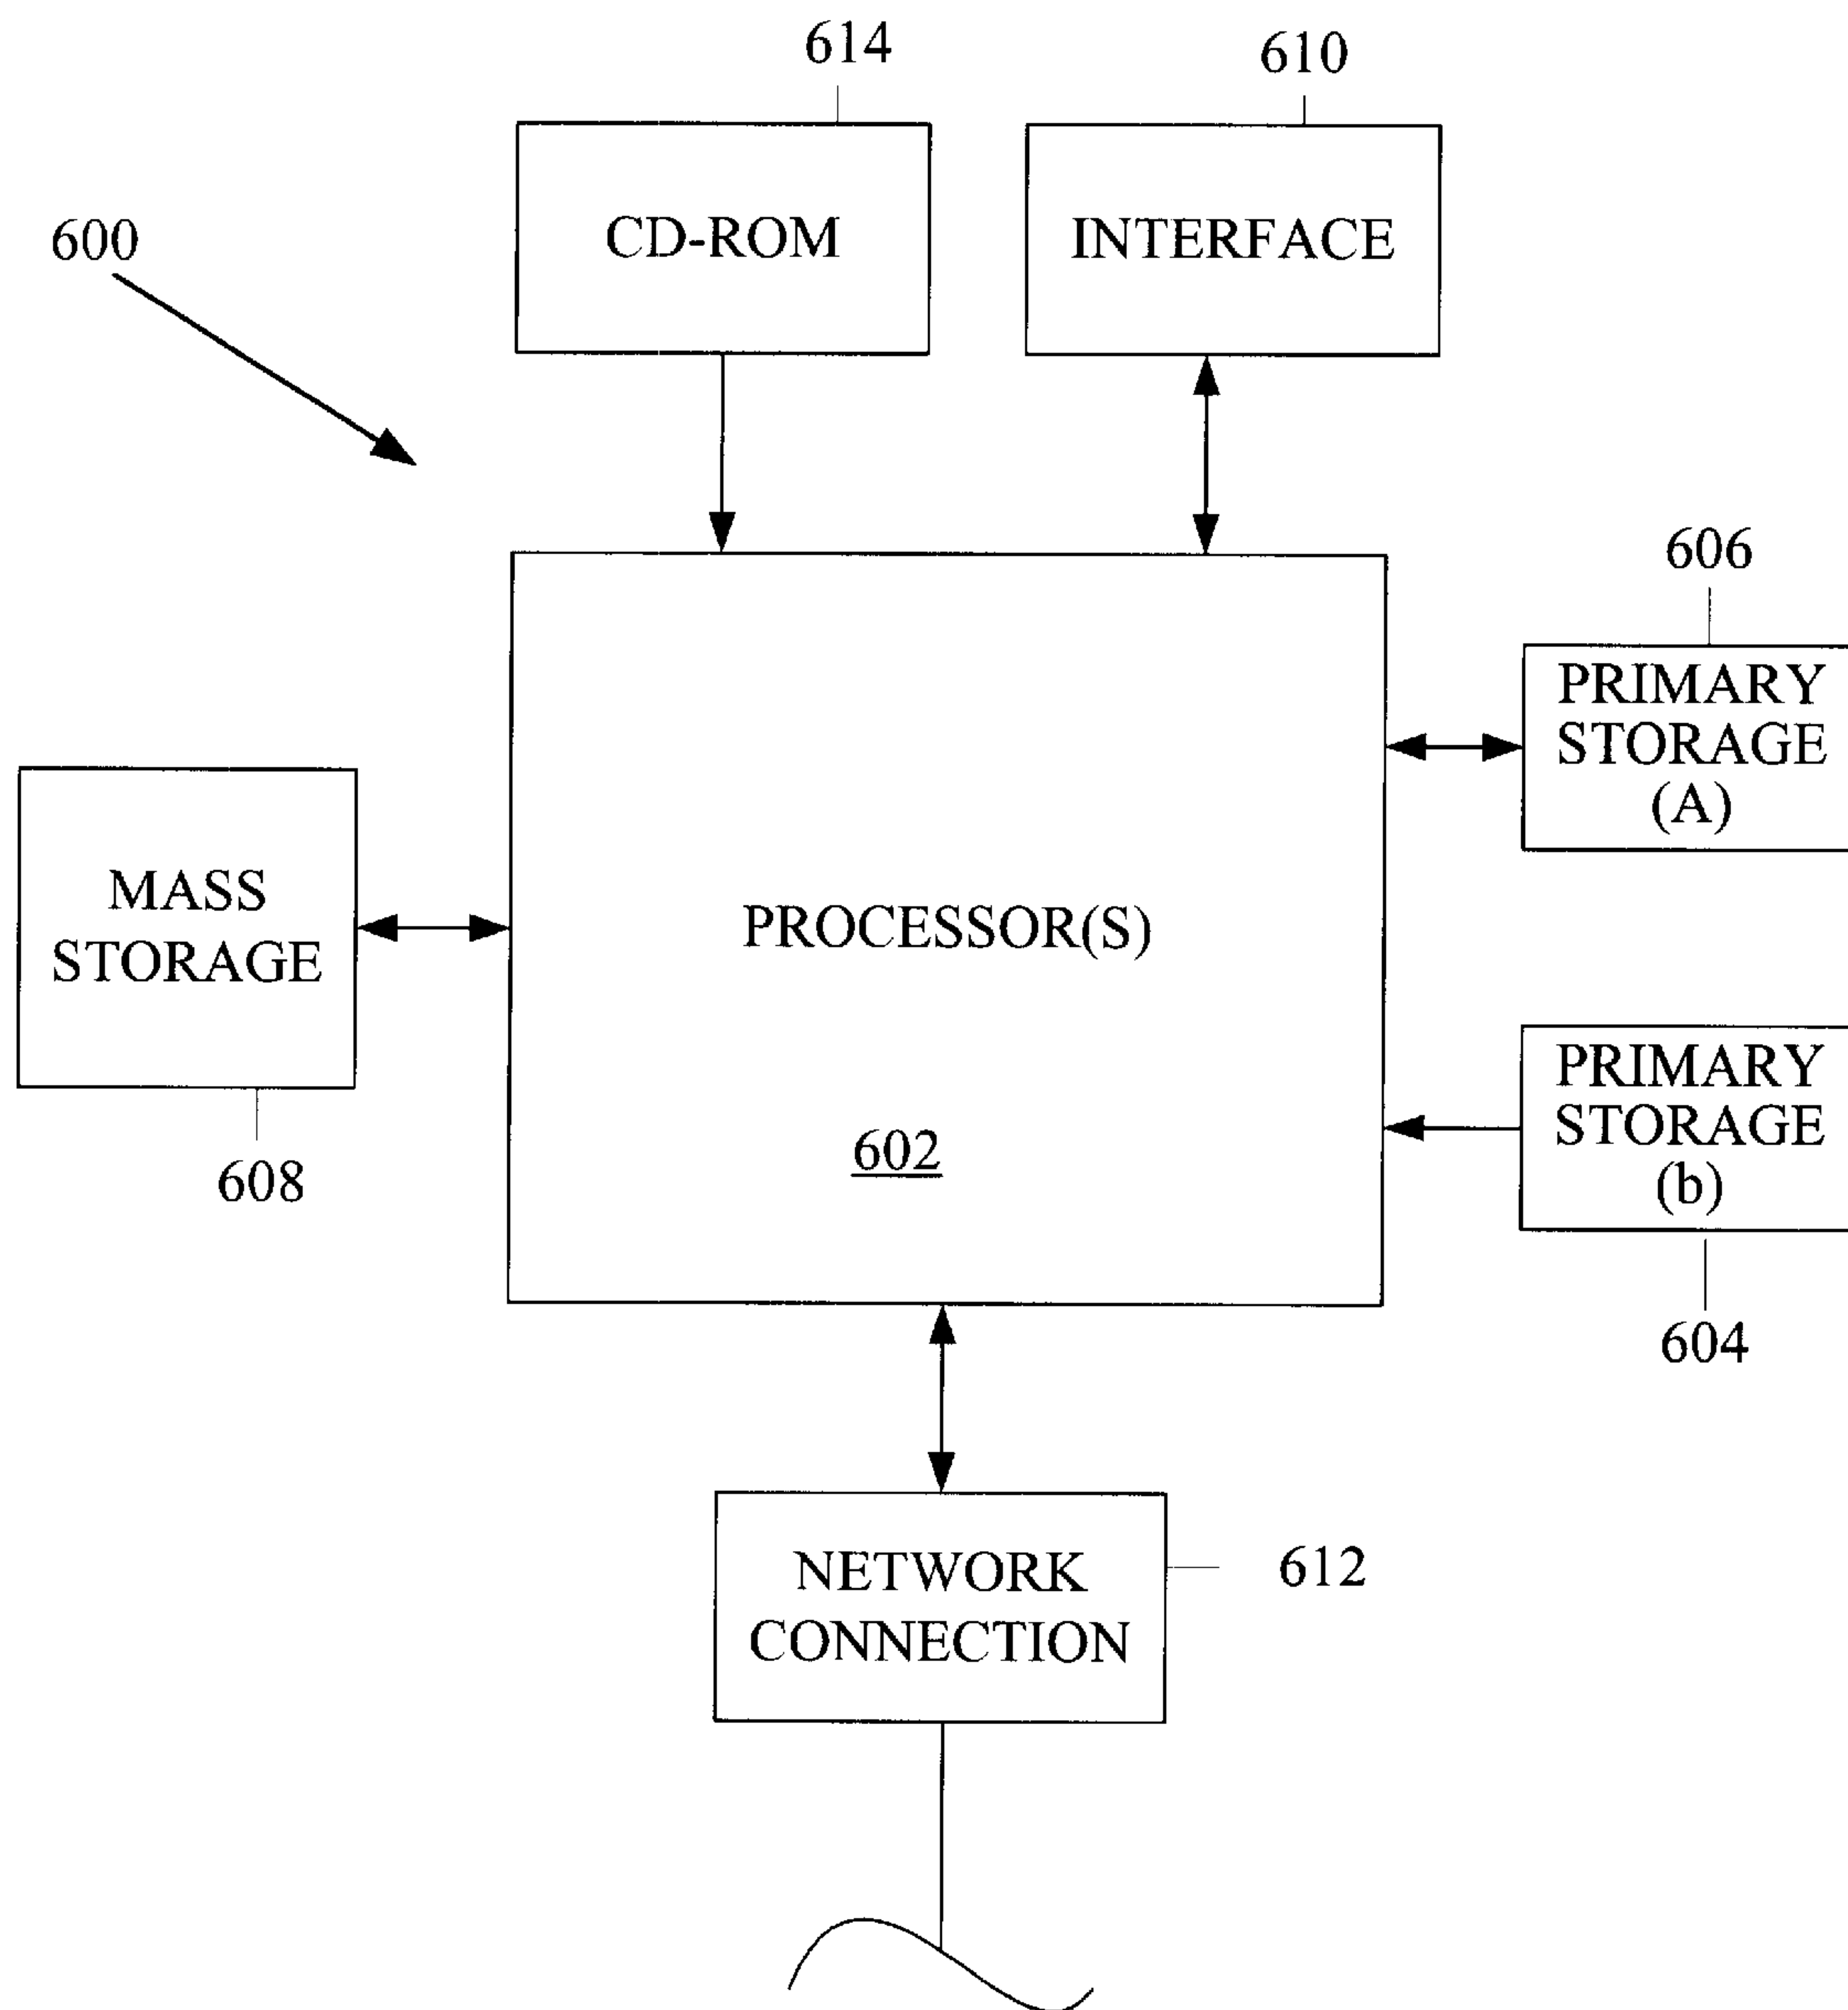 614
610
600
CD-ROM
INTERFACE
606
PRIMARY
STORAGE
(A)
MASS
STORAGE
PROCESSOR(S)
PRIMARY
STORAGE
(b)
602
608
604
NETWORK
CONNECTION
612